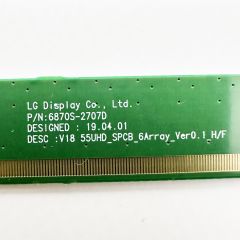 LG Display Co., Ltd.
P/N:6870S-2707D
DESIGNED : 19.04.01
DESC :V18 55UHD_SPCB_6Array_Ver0.1_H/F